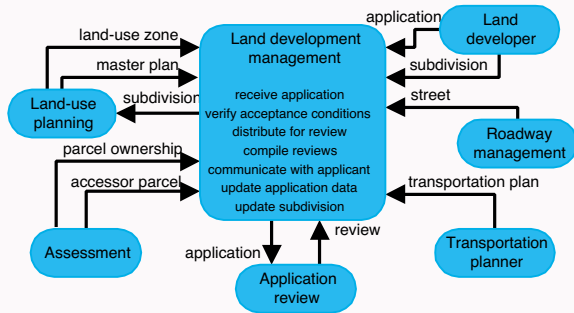 land-use zone
master plan
Land-use
planning
subdivision
parcel ownership
accessor parcel
Assessment
Land development
management
receive application
verify acceptance conditions
distribute for review
compile reviews
communicate with applicant
update application data
update subdivision
application
Land
developer
subdivision
street
Roadway
management
transportation plan
Transportation
planner
application
review
Application
review